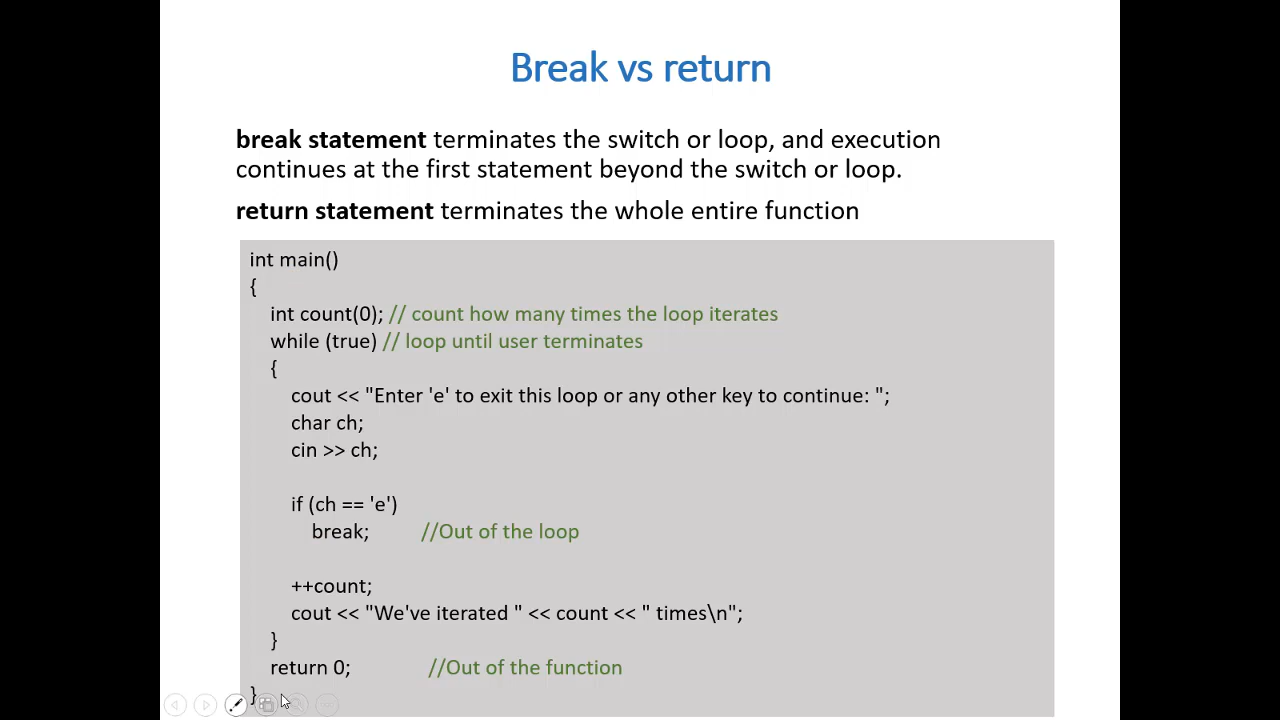 Break vs return
break statement terminates the switch or loop, and execution
continues at the first statement beyond the switch or loop.
return statement terminates the whole entire function
int main()
{
int count(0); // count how many times the loop iterates
while (true) // loop until user terminates
{
cout << "Enter 'e' to exit this loop or any other key to continue: ";
char ch;
cin >> ch;
if (ch == 'e')
break; //Out of the loop
++count;
cout << "We've iterated " << count << " times\n";
}
return 0; //Out of the function
}